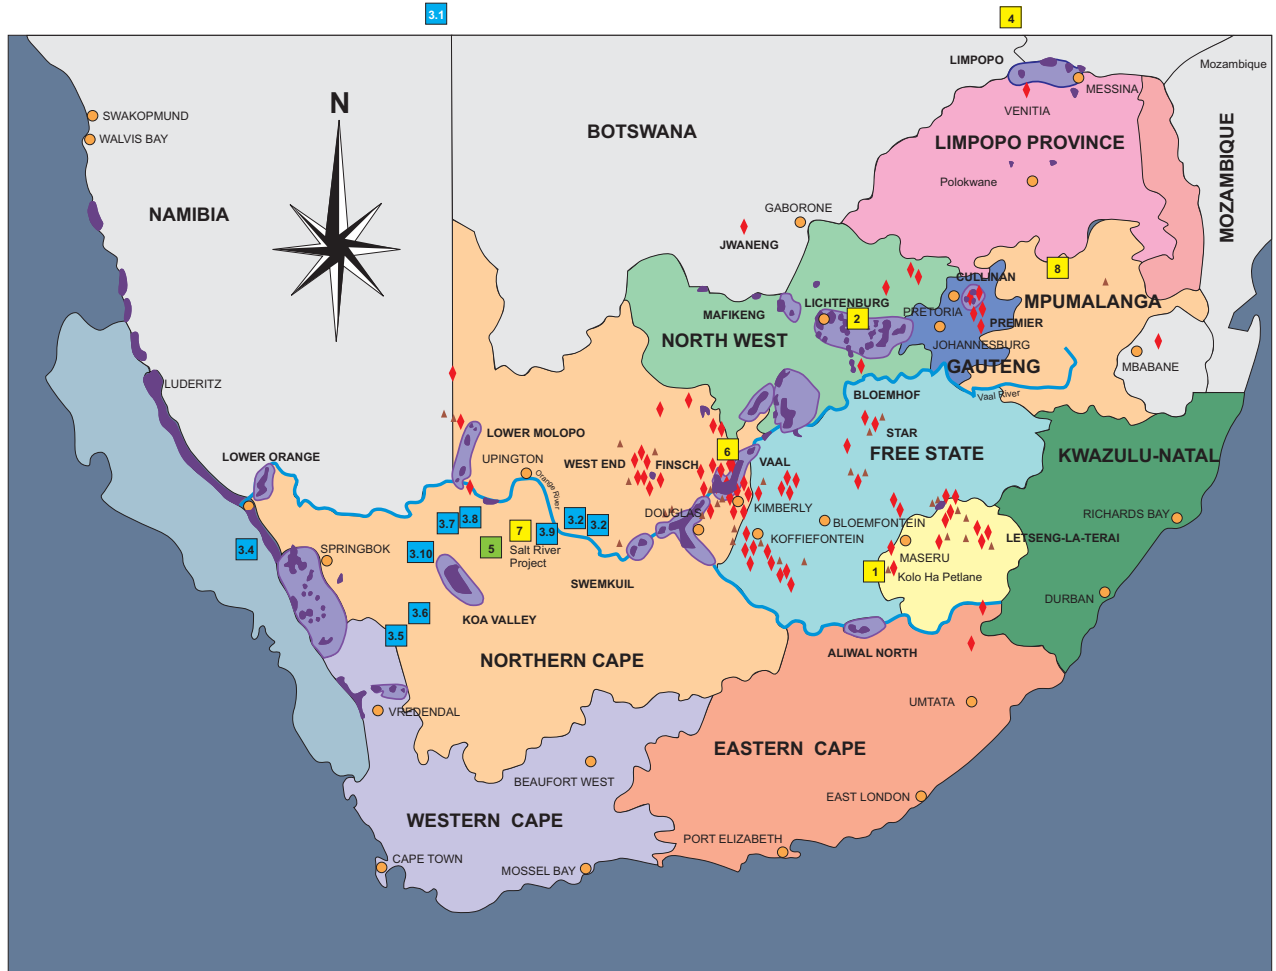 3.1
4
LIMPOPO
Mozambique
MESSINA
VENITIA
SWAKOPMUND
WALVIS BAY
N
BOTSWANA
LIMPOPO PROVINCE
MOZAMBIQUE
Polokwane
NAMIBIA
GABORONE
JWANENG
8
CULLINAN
MPUMALANGA
LICHTENBURG
MAFIKENG
2
PRETORIA
PREMIER
NORTH WEST
JOHANNESBURG
GAUTENG
MBABANE
LUDERITZ
BLOEMHOF
Vaal River
LOWER MOLOPO
STAR
LOWER ORANGE
UPINGTON
WEST END
FINSCH
6
VAAL
FREE STATE
KWAZULU-NATAL
Orange River
KIMBERLY
DOUGLAS
3.7
3.8
7
3.9
3.2
3.2
BLOEMFONTEIN
RICHARDS BAY
KOFFIEFONTEIN
LETSENG-LA-TERAI
3.4
SPRINGBOK
3.10
5
Salt River
Project
MASERU
1
Kolo Ha Petlane
SWEMKUIL
DURBAN
3.6
KOA VALLEY
3.5
ALIWAL NORTH
NORTHERN CAPE
UMTATA
VREDENDAL
EASTERN CAPE
BEAUFORT WEST
EAST LONDON
WESTERN CAPE
PORT ELIZABETH
CAPE TOWN
MOSSEL BAY